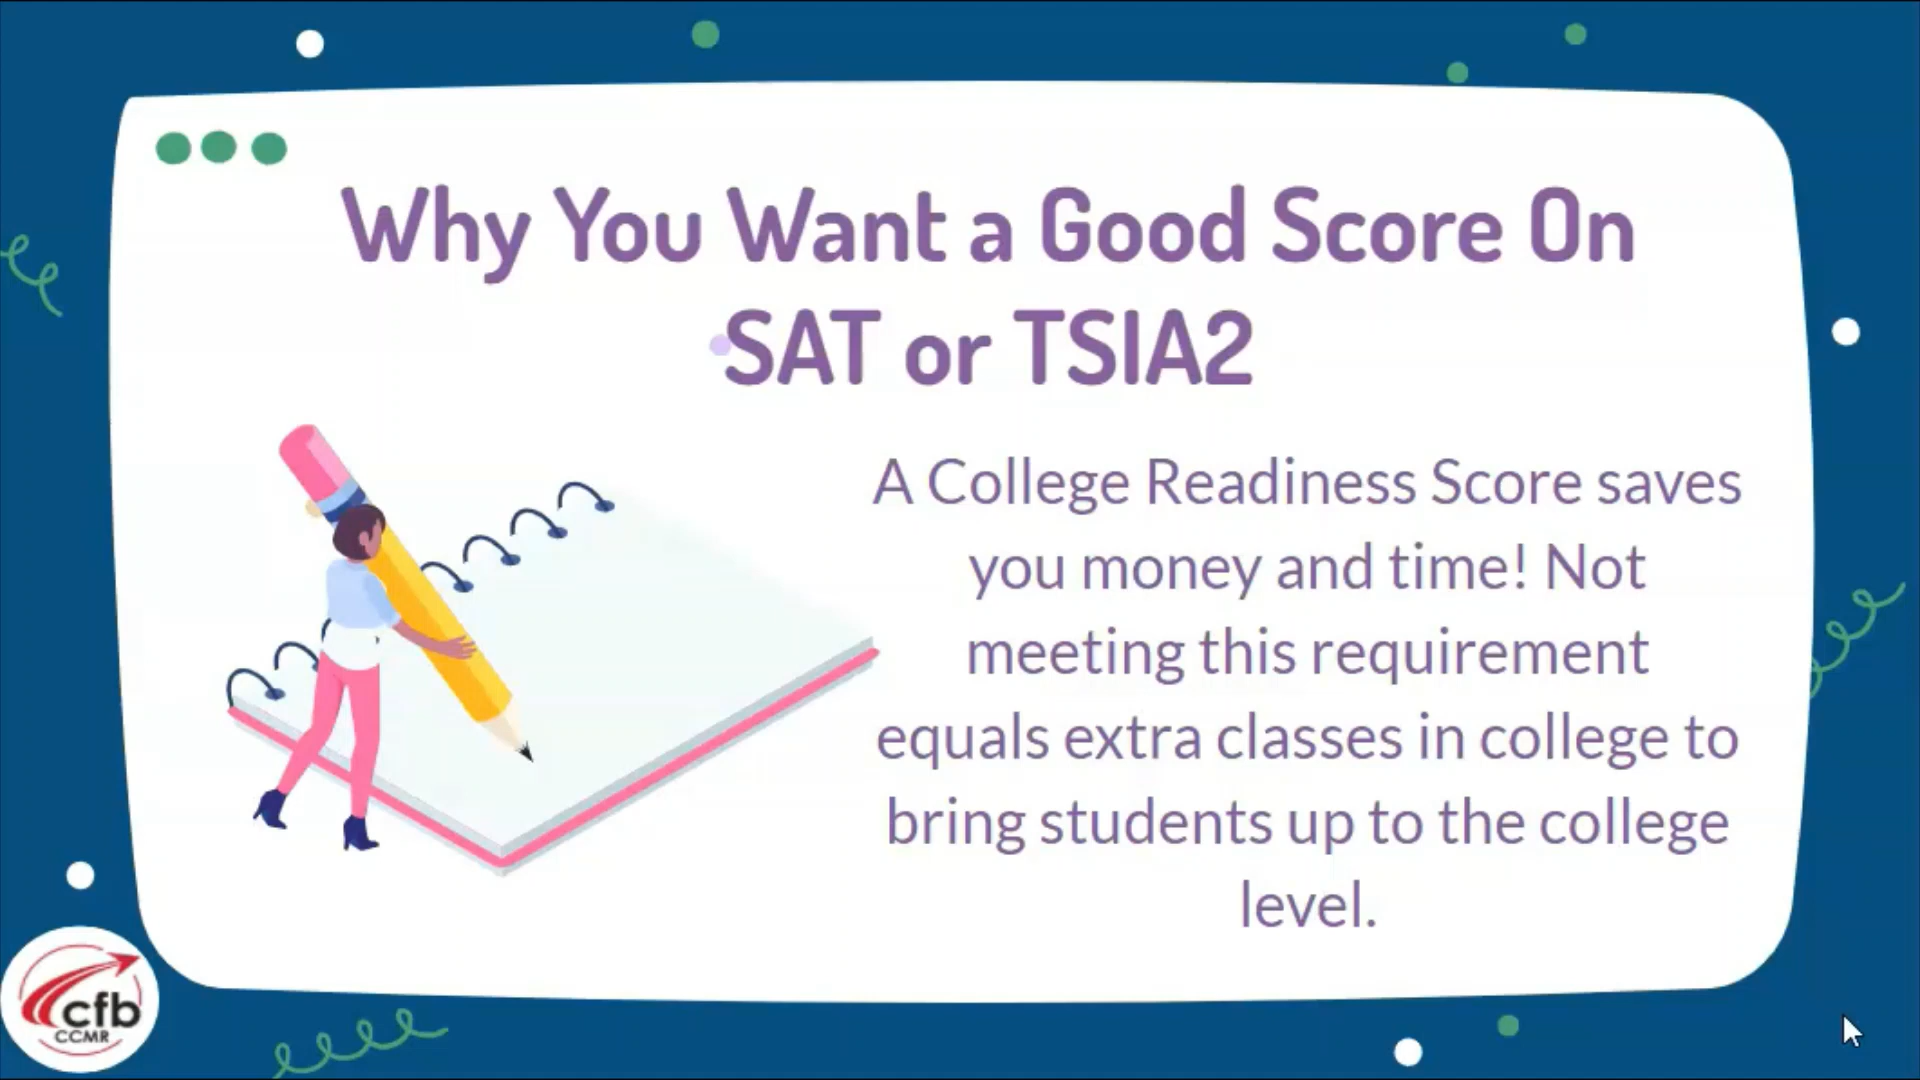 Why You Want a Good Score On
SAT or TSIA2
A College Readiness Score saves
you money and time! Not
meeting this requirement
equals extra classes in college to
bring students up to the college
level.
cfb
CCMR